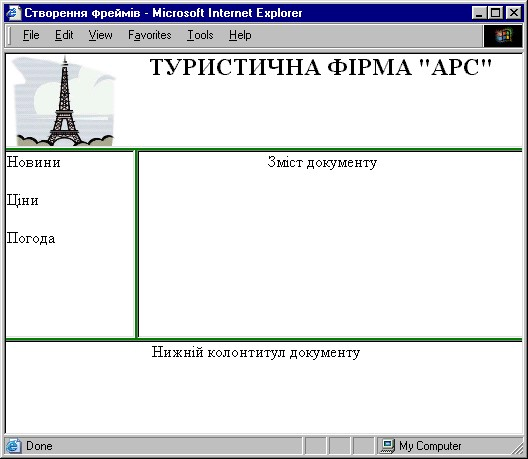 Створення фреймів - Microsoft Internet Explorer
File Edit View Favorites Tools Help
ТУРИСТИЧНА ФІРМА "АРС"
Новини
Ціни
Погода
Зміст документу
Нижній колонтитул документу
Done My Computer